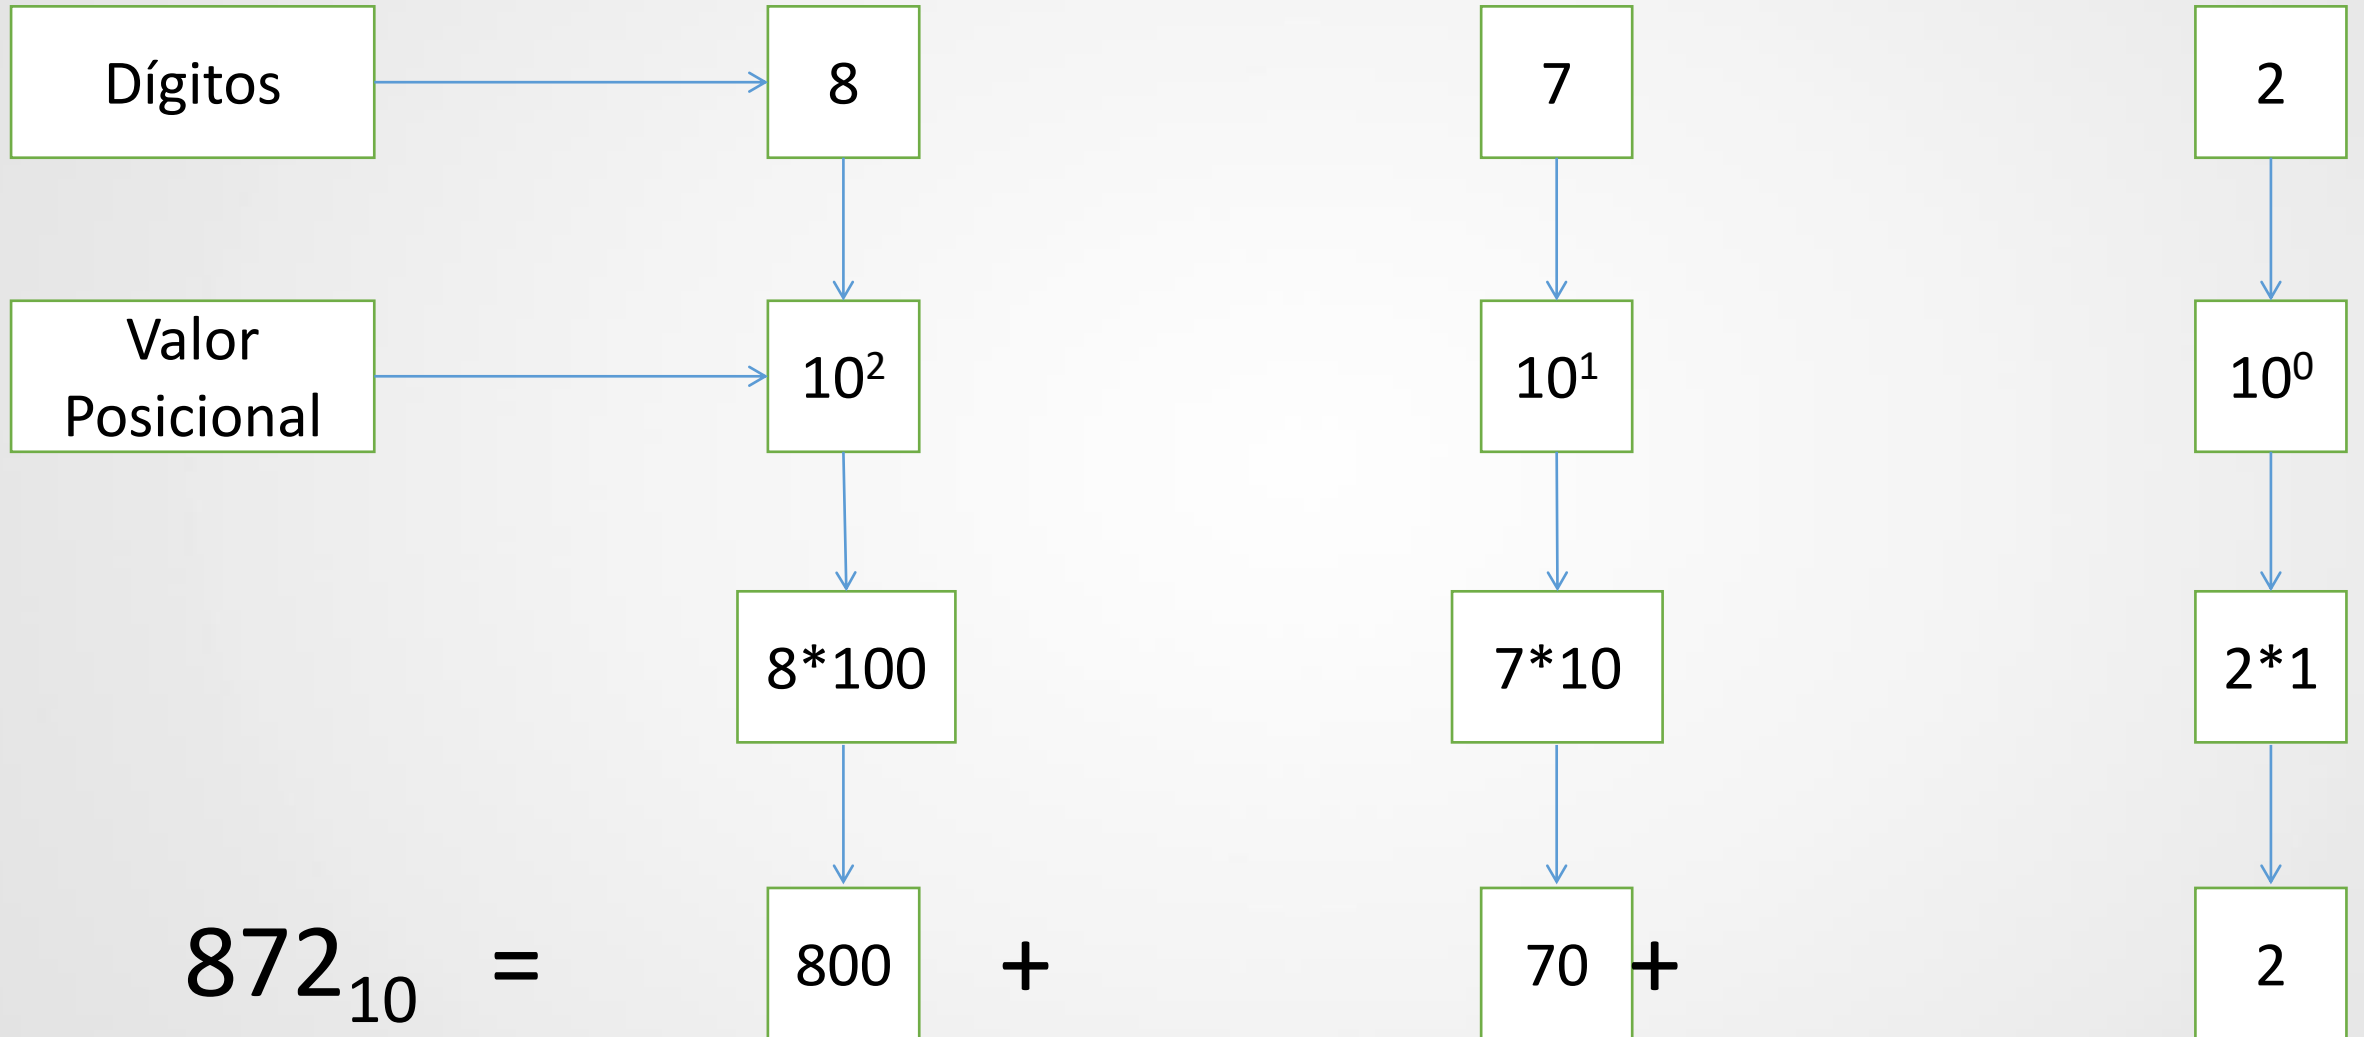 Dígitos 8 7 2
Valor
Posicional 10² 10¹ 10⁰
8*100 7*10 2*1
872₁₀ = 800 + 70 + 2